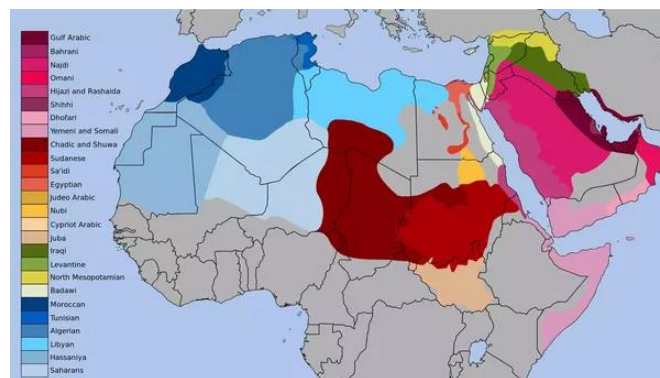 Gulf Arabic
Bahrani
Najdi
Omani
Hijazi and Rashaida
Shihhi
Dhofari
Yemeni and Somali
Chadic and Shuwa
Sudanese
Sa'idi
Egyptian
Judeo Arabic
Nubi
Cypriot Arabic
Juba
Iraqi
Levantine
North Mesopotamian
Badawi
Moroccan
Tunisian
Algerian
Libyan
Hassaniya
Saharans